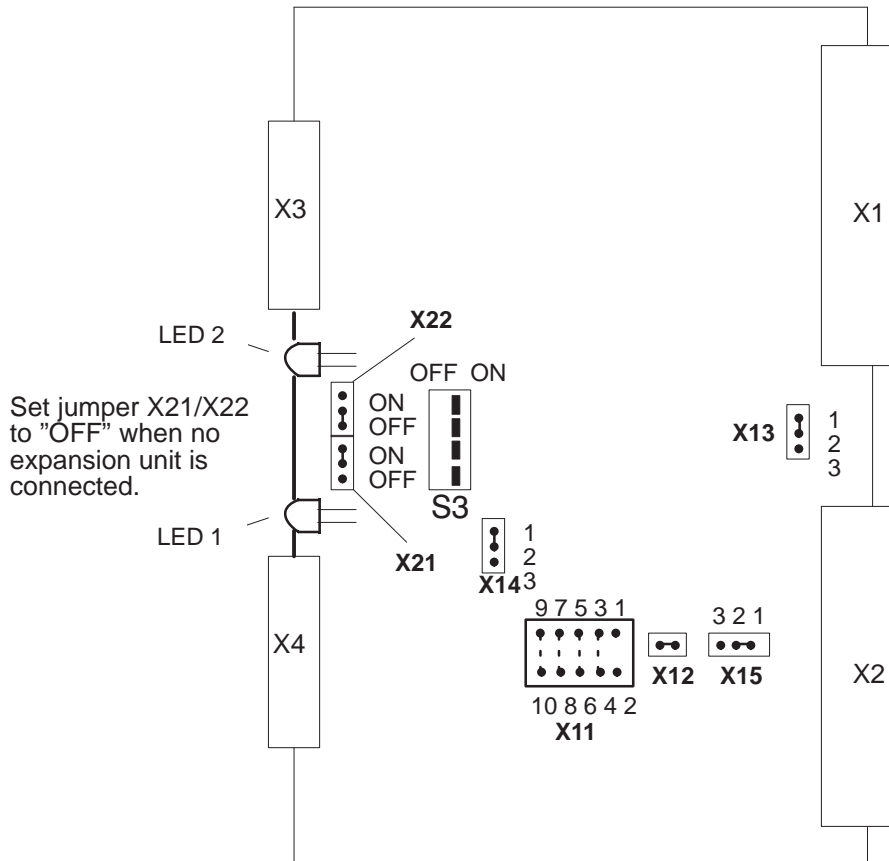 X3
X1
LED 2
X22
OFF ON
Set jumper X21/X22
to ”OFF” when no
expansion unit is
connected.
ON
OFF
ON
OFF
S3
X13
1
2
3
LED 1
X21
1
2
3
X14
X4
9 7 5 3 1
3 2 1
X12
X15
X2
10 8 6 4 2
X11